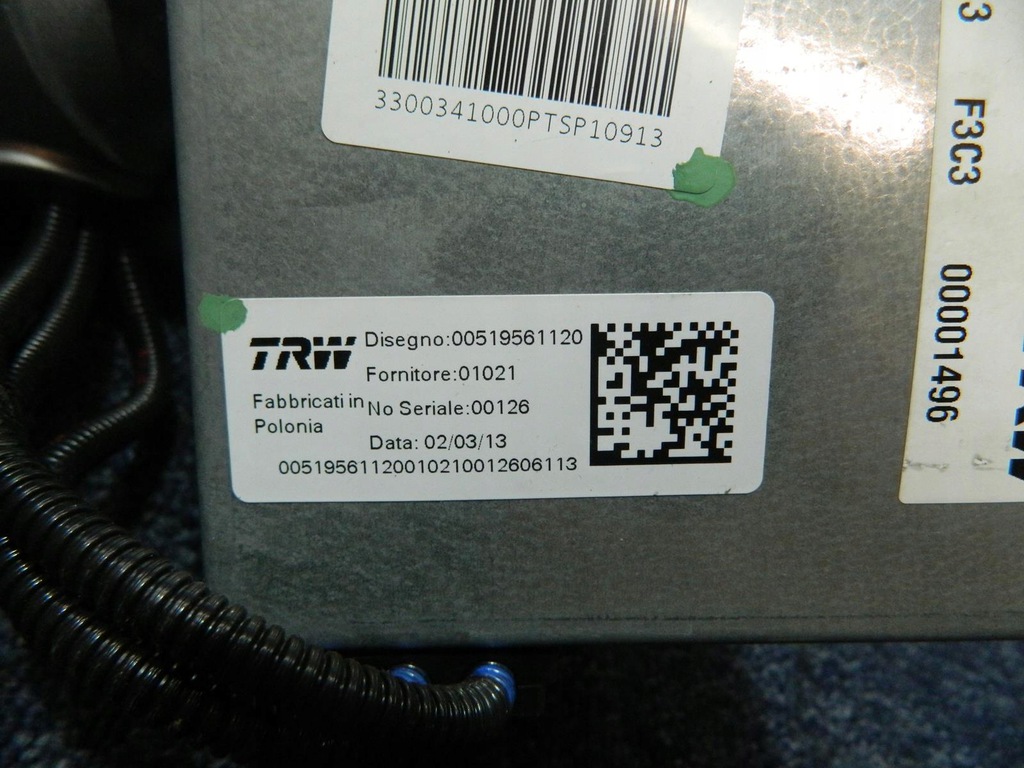 3300341000PTSP10913
TRW
Disegno:00519561120
Fornitore:01021
Fabbricati in
Polonia
No Seriale:00126
Data: 02/03/13
00519561120010210012606113
3 F3C3 00001496